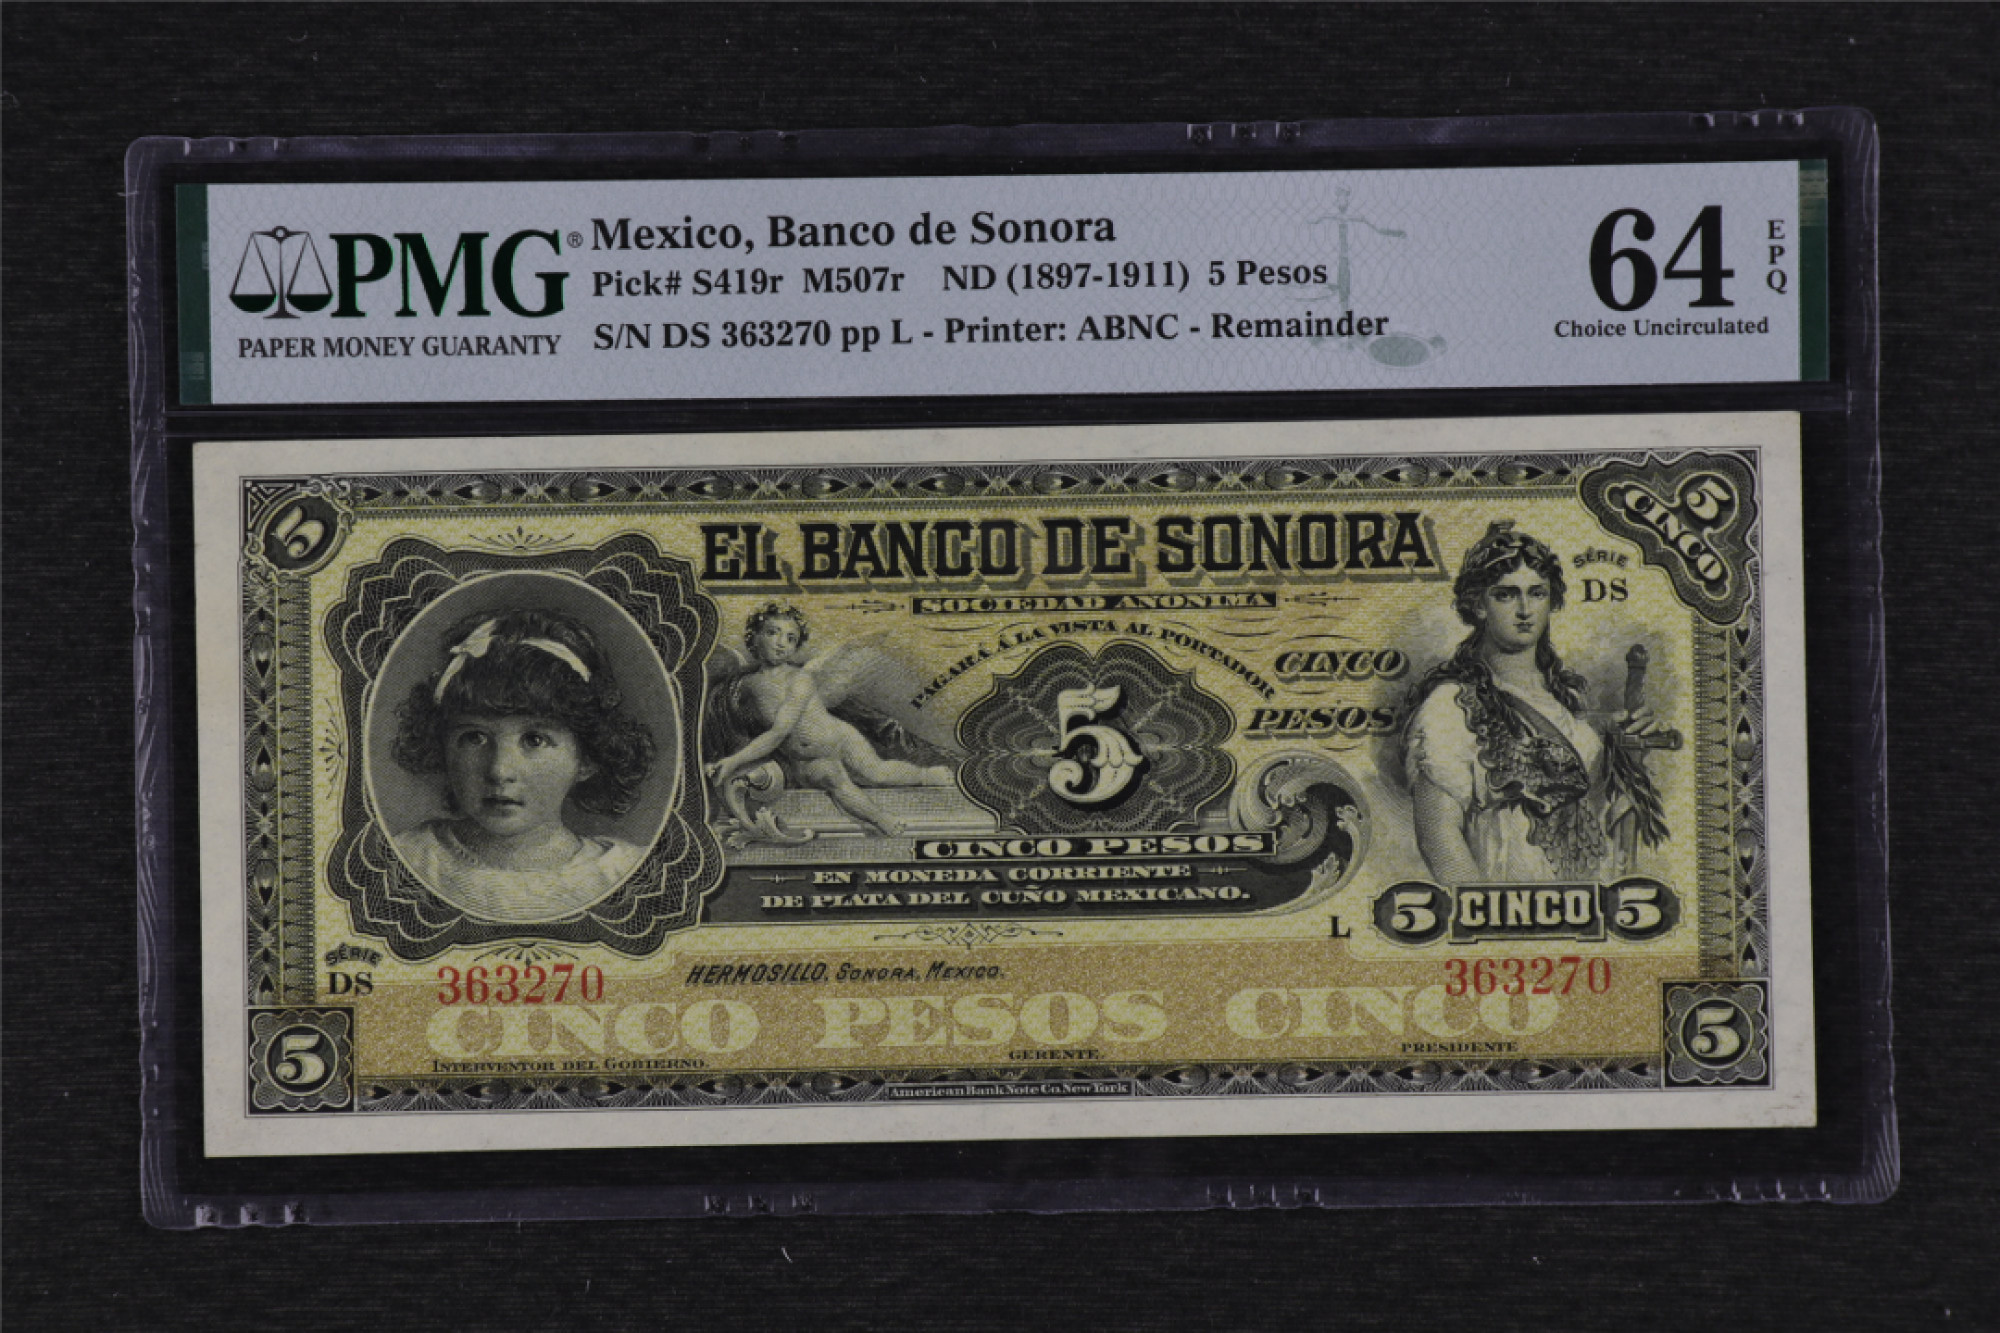 PMG® Mexico, Banco de Sonora
PAPER MONEY GUARANTY
Pick# S419r M507r ND (1897-1911) 5 Pesos
S/N DS 363270 pp L - Printer: ABNC - Remainder
64 EPQ
Choice Uncirculated
5
5 CINCO
EL BANCO DE SONORA
SOCIEDAD ANONIMA
SÉRIE
DS
PAGARÁ Á LA VISTA AL PORTADOR
CINCO
PESOS
5
CINCO PESOS
EN MONEDA CORRIENTE
DE PLATA DEL CUÑO MEXICANO.
L
5 CINCO 5
SÉRIE
DS
363270
HERMOSILLO, SONORA, MEXICO.
363270
CINCO PESOS CINCO
INTERVENTOR DEL GOBIERNO.
GERENTE.
PRESIDENTE
5
5
American Bank Note Co. New York